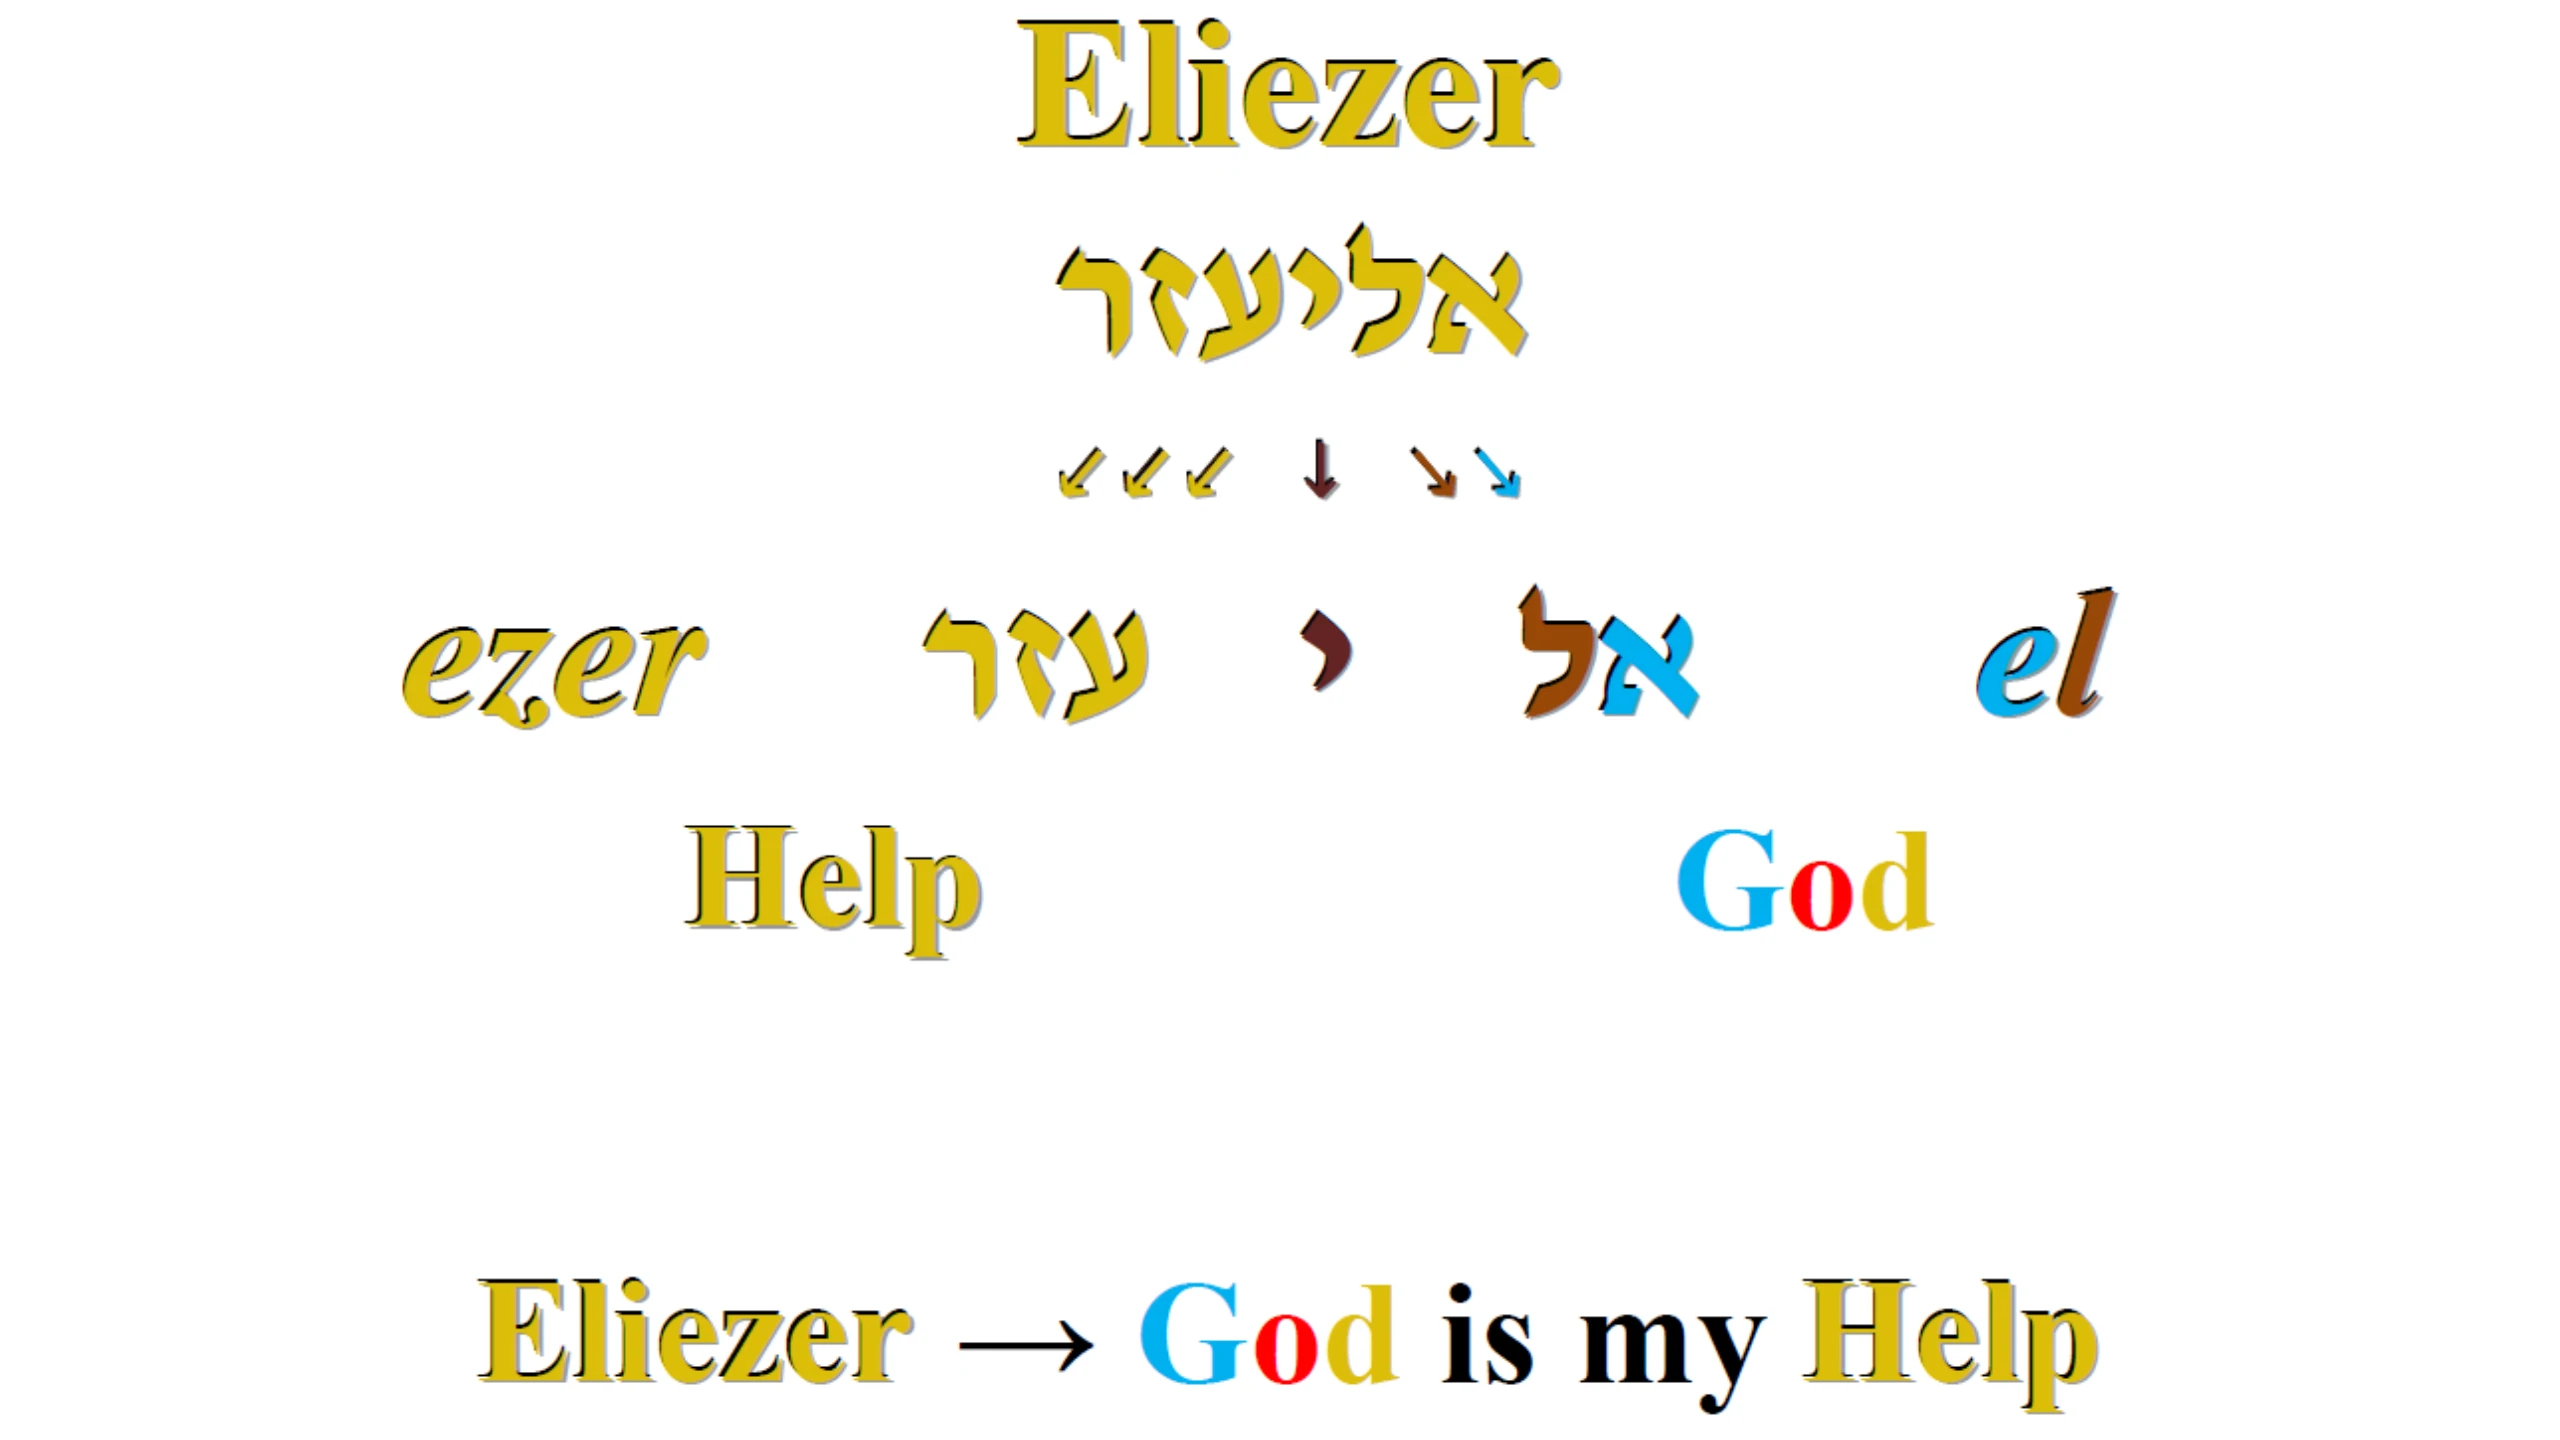 Eliezer
אליעזר
↙↙↙ ↓ ↘↘
ezer עזר י אל el
Help God
Eliezer → God is my Help